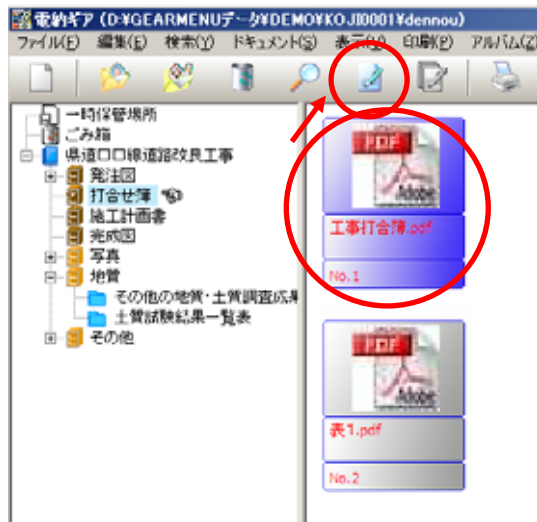 電納ギア (D:¥GEARMENUデータ¥DEMO¥KOJI0001¥dennou)
ファイル(F) 編集(E) 検索(Y) ドキュメント(S) 表示(V) 印刷(P) アルバム(Z)
一時保管場所
ごみ箱
県道口口線道路改良工事
発注図
打合せ簿
施工計画書
完成図
写真
地質
その他の地質・土質調査成果
土質試験結果一覧表
その他
PDF
Adobe
工事打合簿.pdf
No.1
PDF
Adobe
表1.pdf
No.2